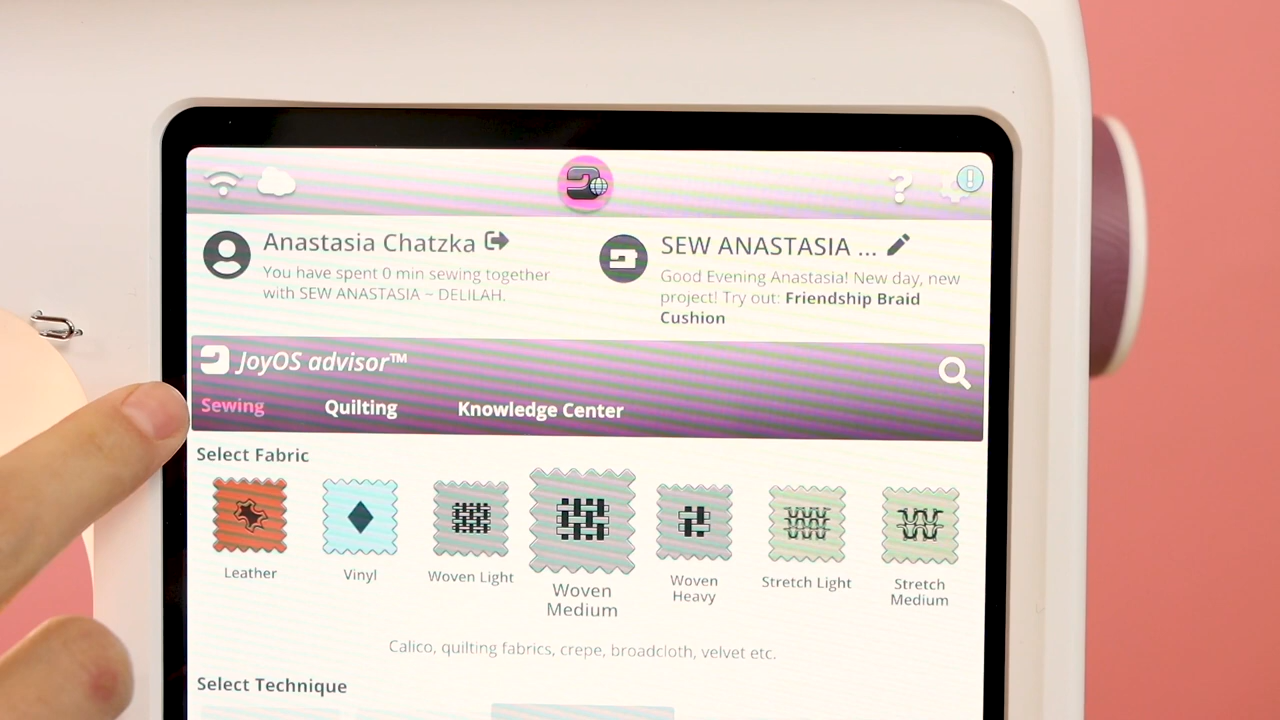 Anastasia Chatzka
You have spent 0 min sewing together
with SEW ANASTASIA ~ DELILAH.
SEW ANASTASIA ...
Good Evening Anastasia! New day, new
project! Try out: Friendship Braid
Cushion
JoyOS advisor™
Sewing Quilting Knowledge Center
Select Fabric
Leather
Vinyl
Woven Light
Woven
Medium
Woven
Heavy
Stretch Light
Stretch
Medium
Calico, quilting fabrics, crepe, broadcloth, velvet etc.
Select Technique